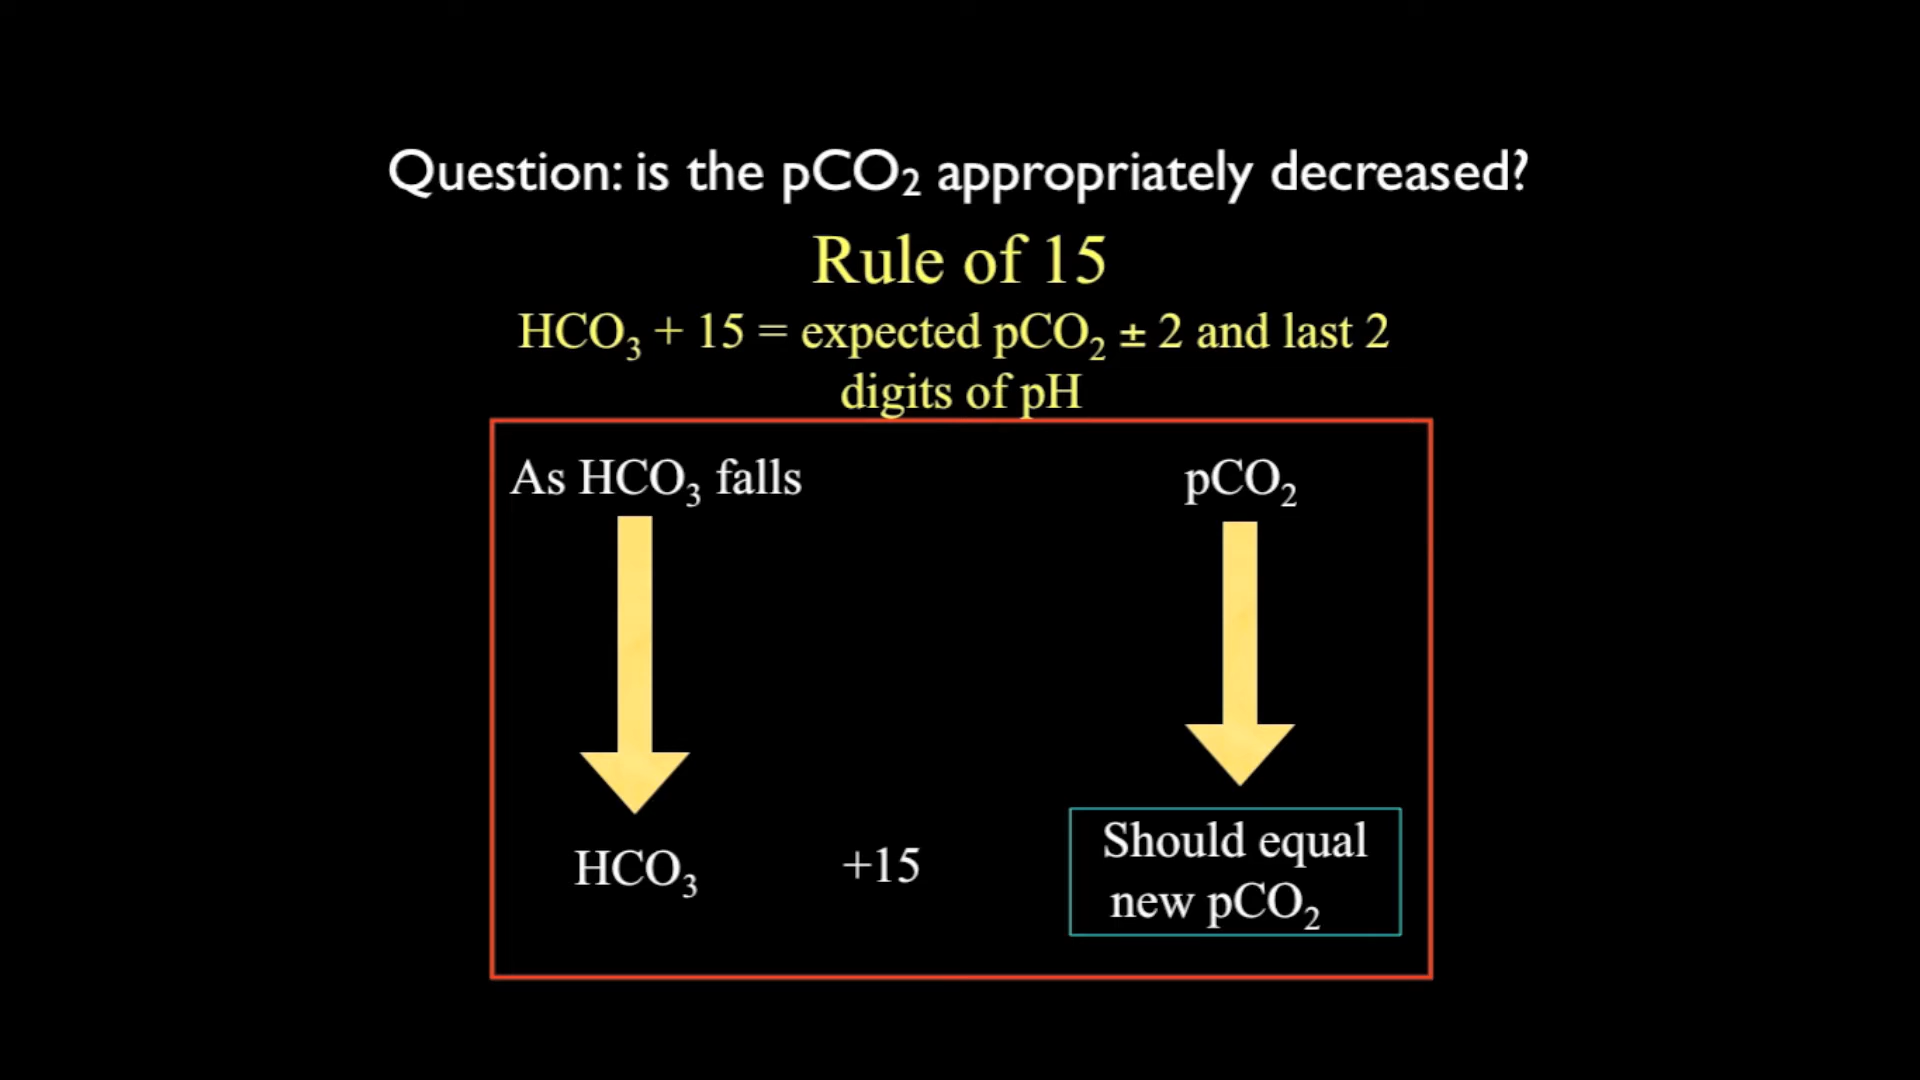 Question: is the pCO₂ appropriately decreased?
Rule of 15
HCO₃ + 15 = expected pCO₂ ± 2 and last 2
digits of pH
As HCO₃ falls
pCO₂
HCO₃
+15
Should equal
new pCO₂